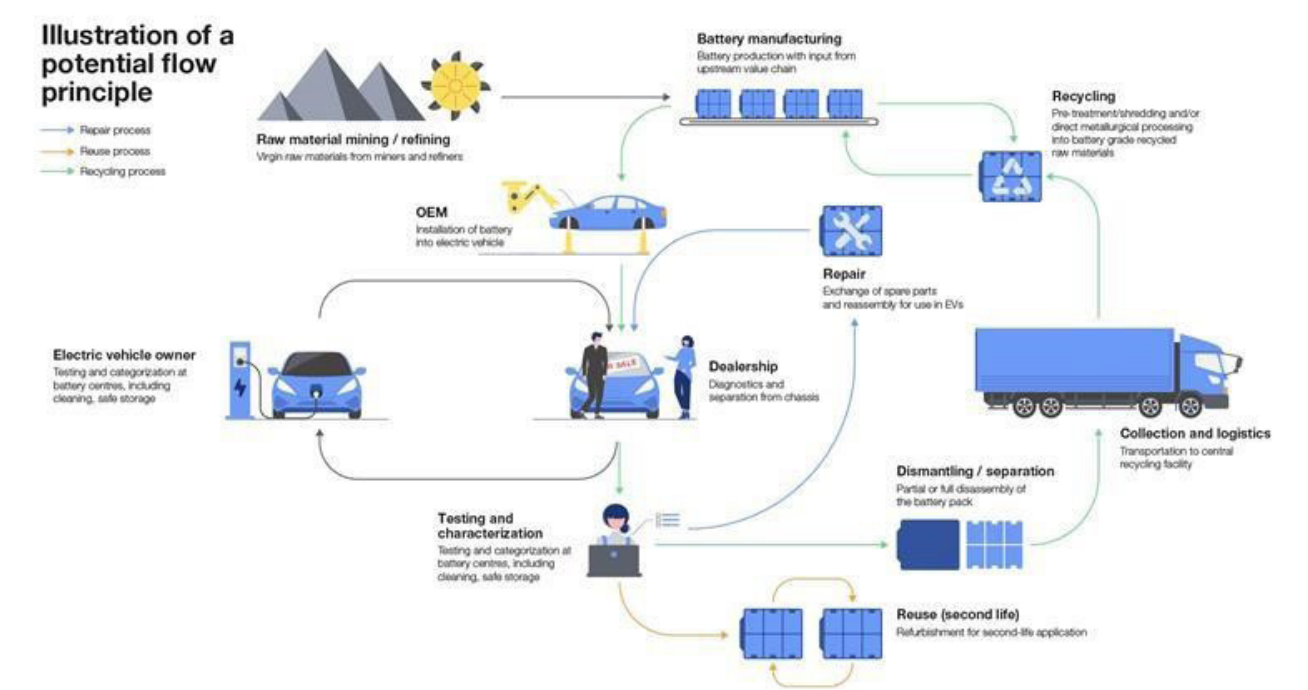 Illustration of a
potential flow
principle
Repair process
Reuse process
Recycling process
Raw material mining / refining
Virgin raw materials from miners and refiners
Battery manufacturing
Battery production with input from
upstream value chain
Recycling
Pre-treatment/shredding and/or
direct metallurgical processing
into battery grade recycled
raw materials
OEM
Installation of battery
into electric vehicle
Repair
Exchange of spare parts
and reassembly for use in EVs
Electric vehicle owner
Testing and categorization at
battery centres, including
cleaning, safe storage
SALE
Dealership
Diagnostics and
separation from chassis
Collection and logistics
Transportation to central
recycling facility
Dismantling / separation
Partial or full disassembly of
the battery pack
Testing and
characterization
Testing and categorization at
battery centres, including
cleaning, safe storage
Reuse (second life)
Refurbishment for second-life application